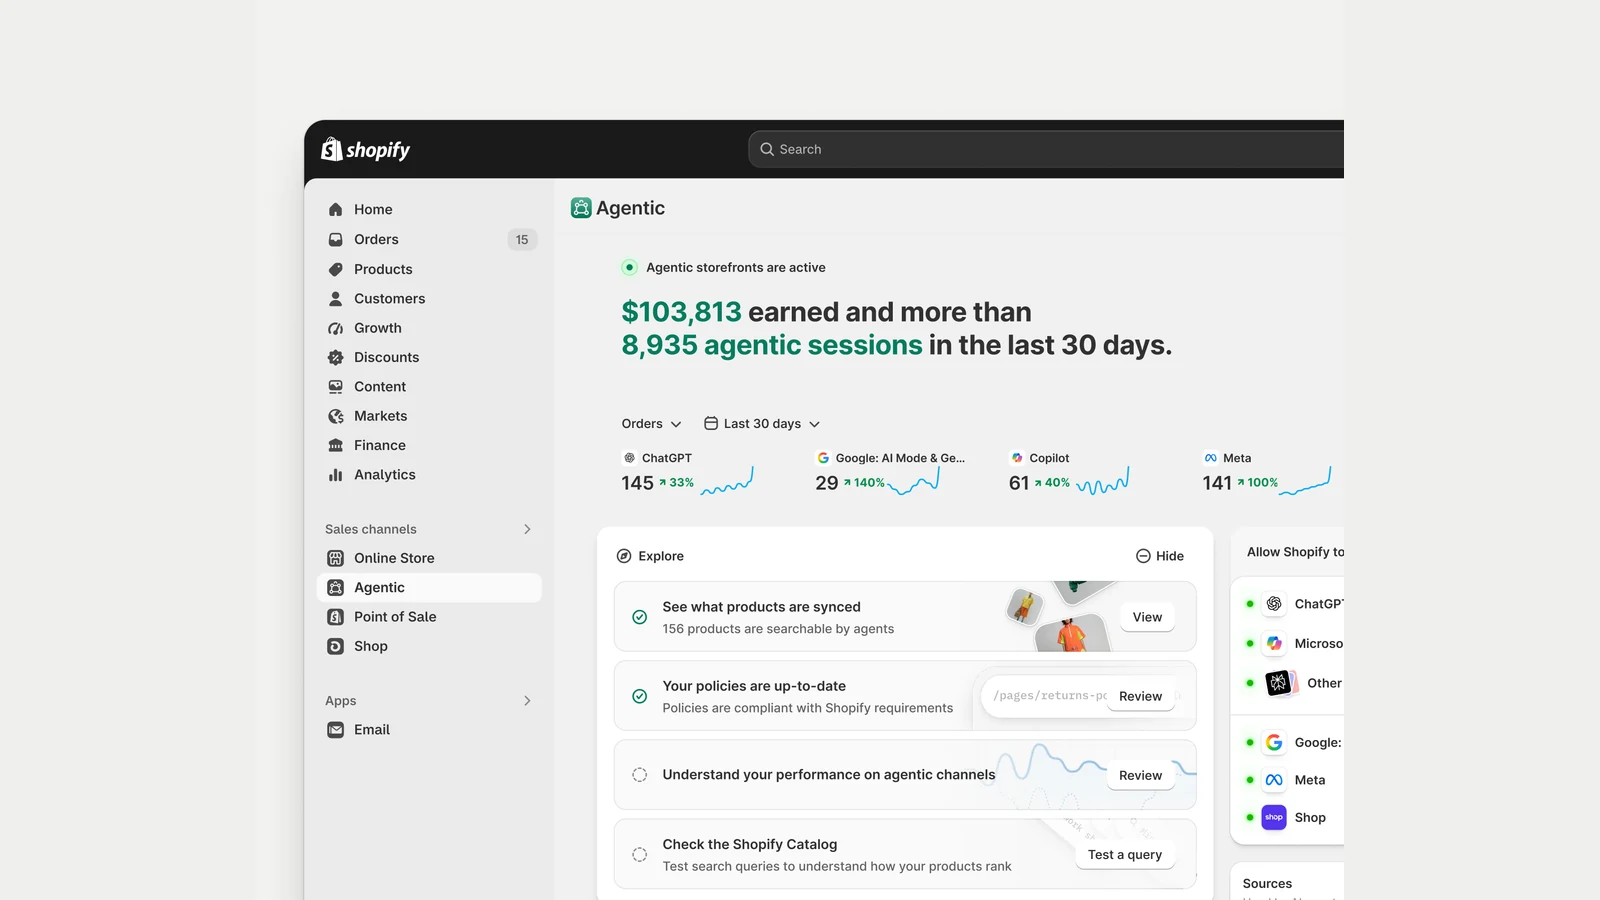 shopify
Search
Home
Orders
15
Products
Customers
Growth
Discounts
Content
Markets
Finance
Analytics
Sales channels
Online Store
Agentic
Point of Sale
Shop
Apps
Email
Agentic
Agentic storefronts are active
$103,813 earned and more than
8,935 agentic sessions in the last 30 days.
Orders
Last 30 days
ChatGPT
145 33%
Google: AI Mode & Ge...
29 140%
Copilot
61 40%
Meta
141 100%
Explore
Hide
See what products are synced
156 products are searchable by agents
View
Your policies are up-to-date
Policies are compliant with Shopify requirements
/pages/returns-po
Review
Understand your performance on agentic channels
Review
Check the Shopify Catalog
Test search queries to understand how your products rank
Test a query
Allow Shopify to
ChatGPT
Microso
Other
Google:
Meta
shop
Shop
Sources